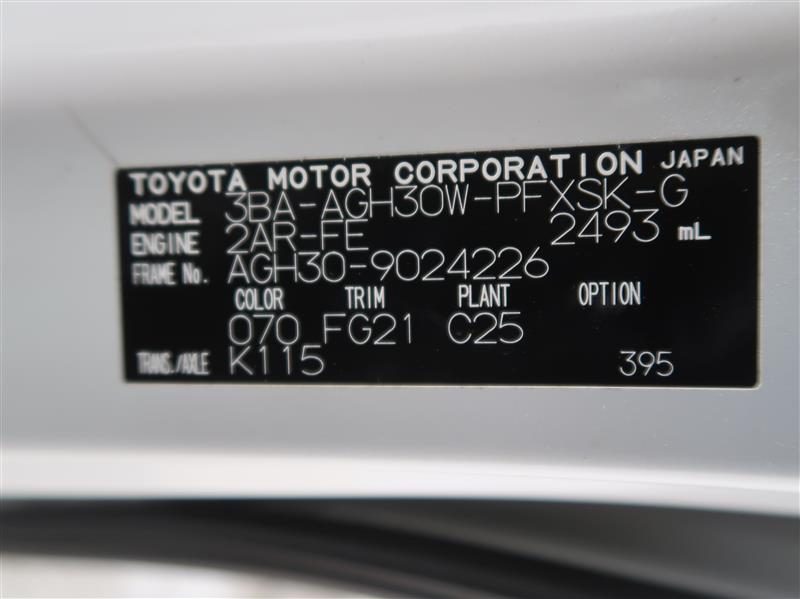 TOYOTA MOTOR CORPORATION JAPAN
MODEL 3BA-AGH30W-PFXSK-G
ENGINE 2AR-FE 2493 mL
FRAME No. AGH30-9024226
COLOR TRIM PLANT OPTION
070 FG21 C25
TRANS./AXLE K115 395